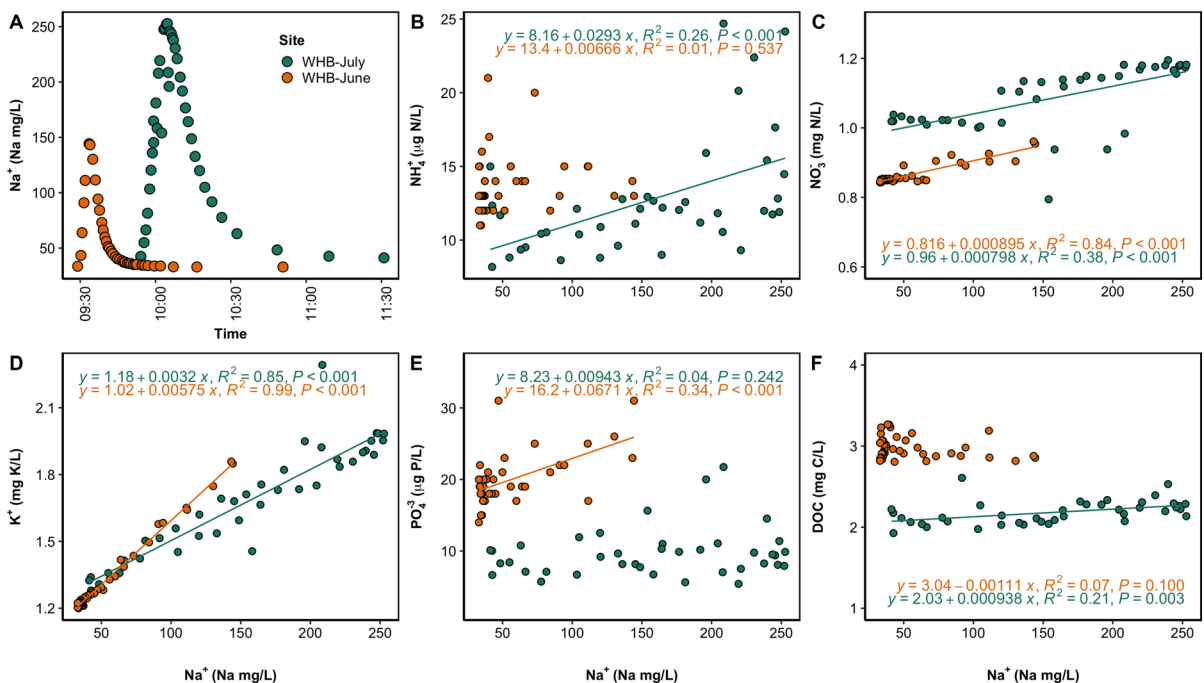 A
Na⁺ (Na mg/L)
250
200
150
100
50
Site
WHB-July
WHB-June
09:30
10:00
10:30
11:00
11:30
Time
B
NH₄⁺ (µg N/L)
25
20
15
10
y = 8.16 + 0.0293 x, R² = 0.26, P < 0.001
y = 13.4 + 0.00666 x, R² = 0.01, P = 0.537
50 100 150 200 250
C
NO₃⁻ (mg N/L)
1.2
1.0
0.8
0.6
y = 0.816 + 0.000895 x, R² = 0.84, P < 0.001
y = 0.96 + 0.000798 x, R² = 0.38, P < 0.001
50 100 150 200 250
D
K⁺ (mg K/L)
2.1
1.8
1.5
1.2
y = 1.18 + 0.0032 x, R² = 0.85, P < 0.001
y = 1.02 + 0.00575 x, R² = 0.99, P < 0.001
50 100 150 200 250
Na⁺ (Na mg/L)
E
PO₄³ (µg P/L)
30
20
10
y = 8.23 + 0.00943 x, R² = 0.04, P = 0.242
y = 16.2 + 0.0671 x, R² = 0.34, P < 0.001
50 100 150 200 250
Na⁺ (Na mg/L)
F
DOC (mg C/L)
4
3
2
1
y = 3.04 − 0.00111 x, R² = 0.07, P = 0.100
y = 2.03 + 0.000938 x, R² = 0.21, P = 0.003
50 100 150 200 250
Na⁺ (Na mg/L)